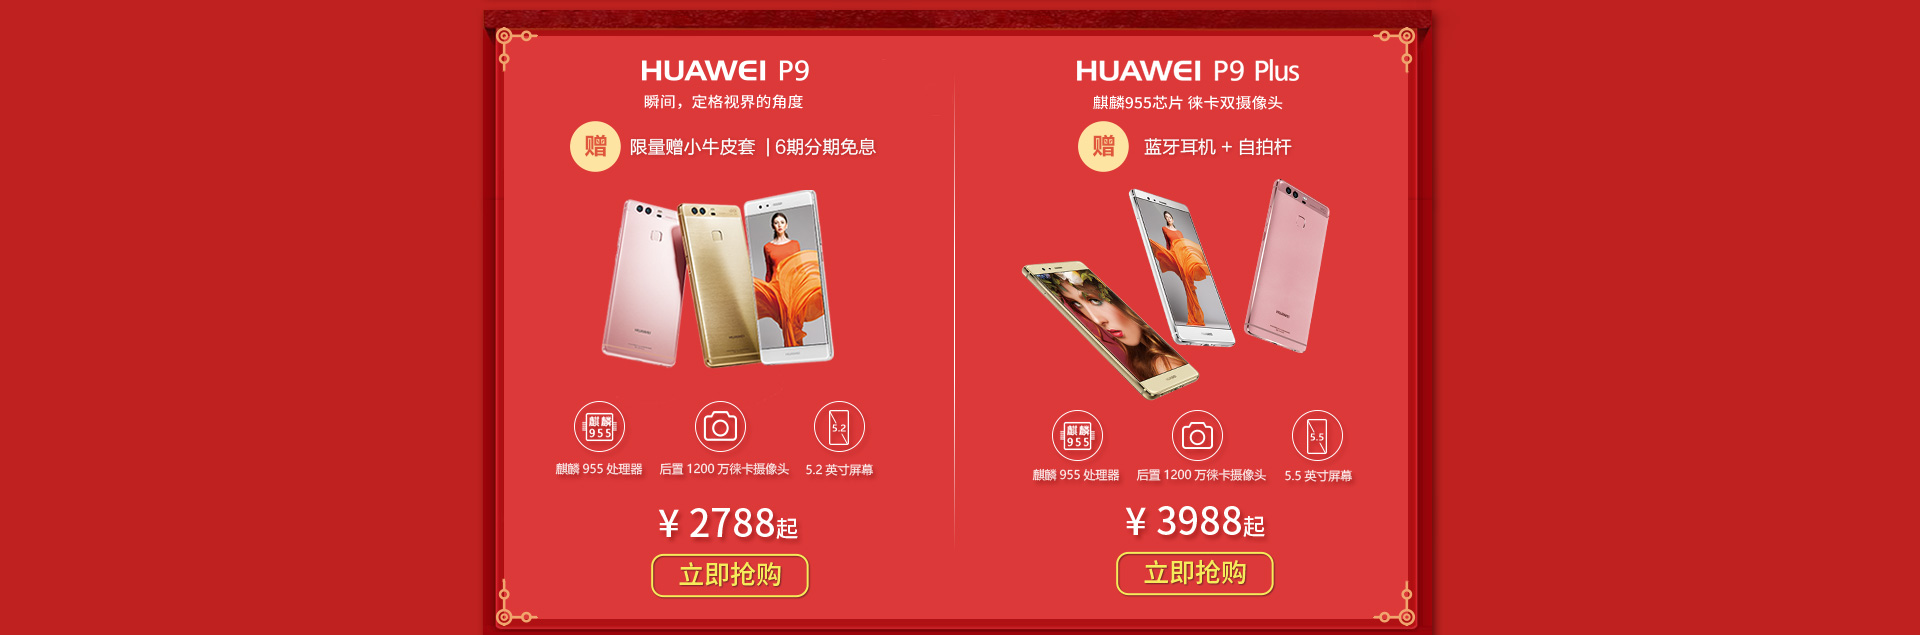 HUAWEI P9
瞬间，定格视界的角度
赠 限量赠小牛皮套 | 6期分期免息
HUAWEI
HUAWEI
麒麟
955
5.2
麒麟 955 处理器 后置 1200 万徕卡摄像头 5.2 英寸屏幕
¥ 2788起
立即抢购
HUAWEI P9 Plus
麒麟955芯片 徕卡双摄像头
赠 蓝牙耳机 + 自拍杆
HUAWEI
麒麟
955
5.5
麒麟 955 处理器 后置 1200 万徕卡摄像头 5.5 英寸屏幕
¥ 3988起
立即抢购